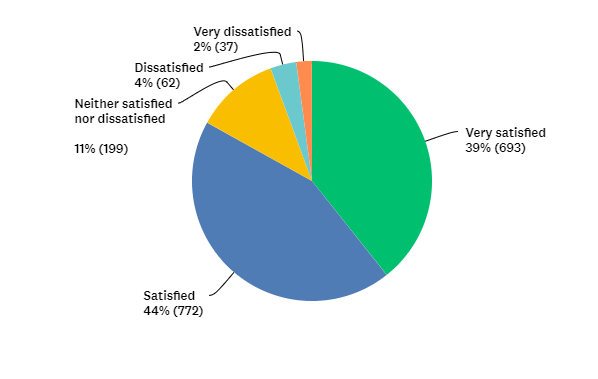 Very dissatisfied
2% (37)
Dissatisfied
4% (62)
Neither satisfied
nor dissatisfied
11% (199)
Very satisfied
39% (693)
Satisfied
44% (772)